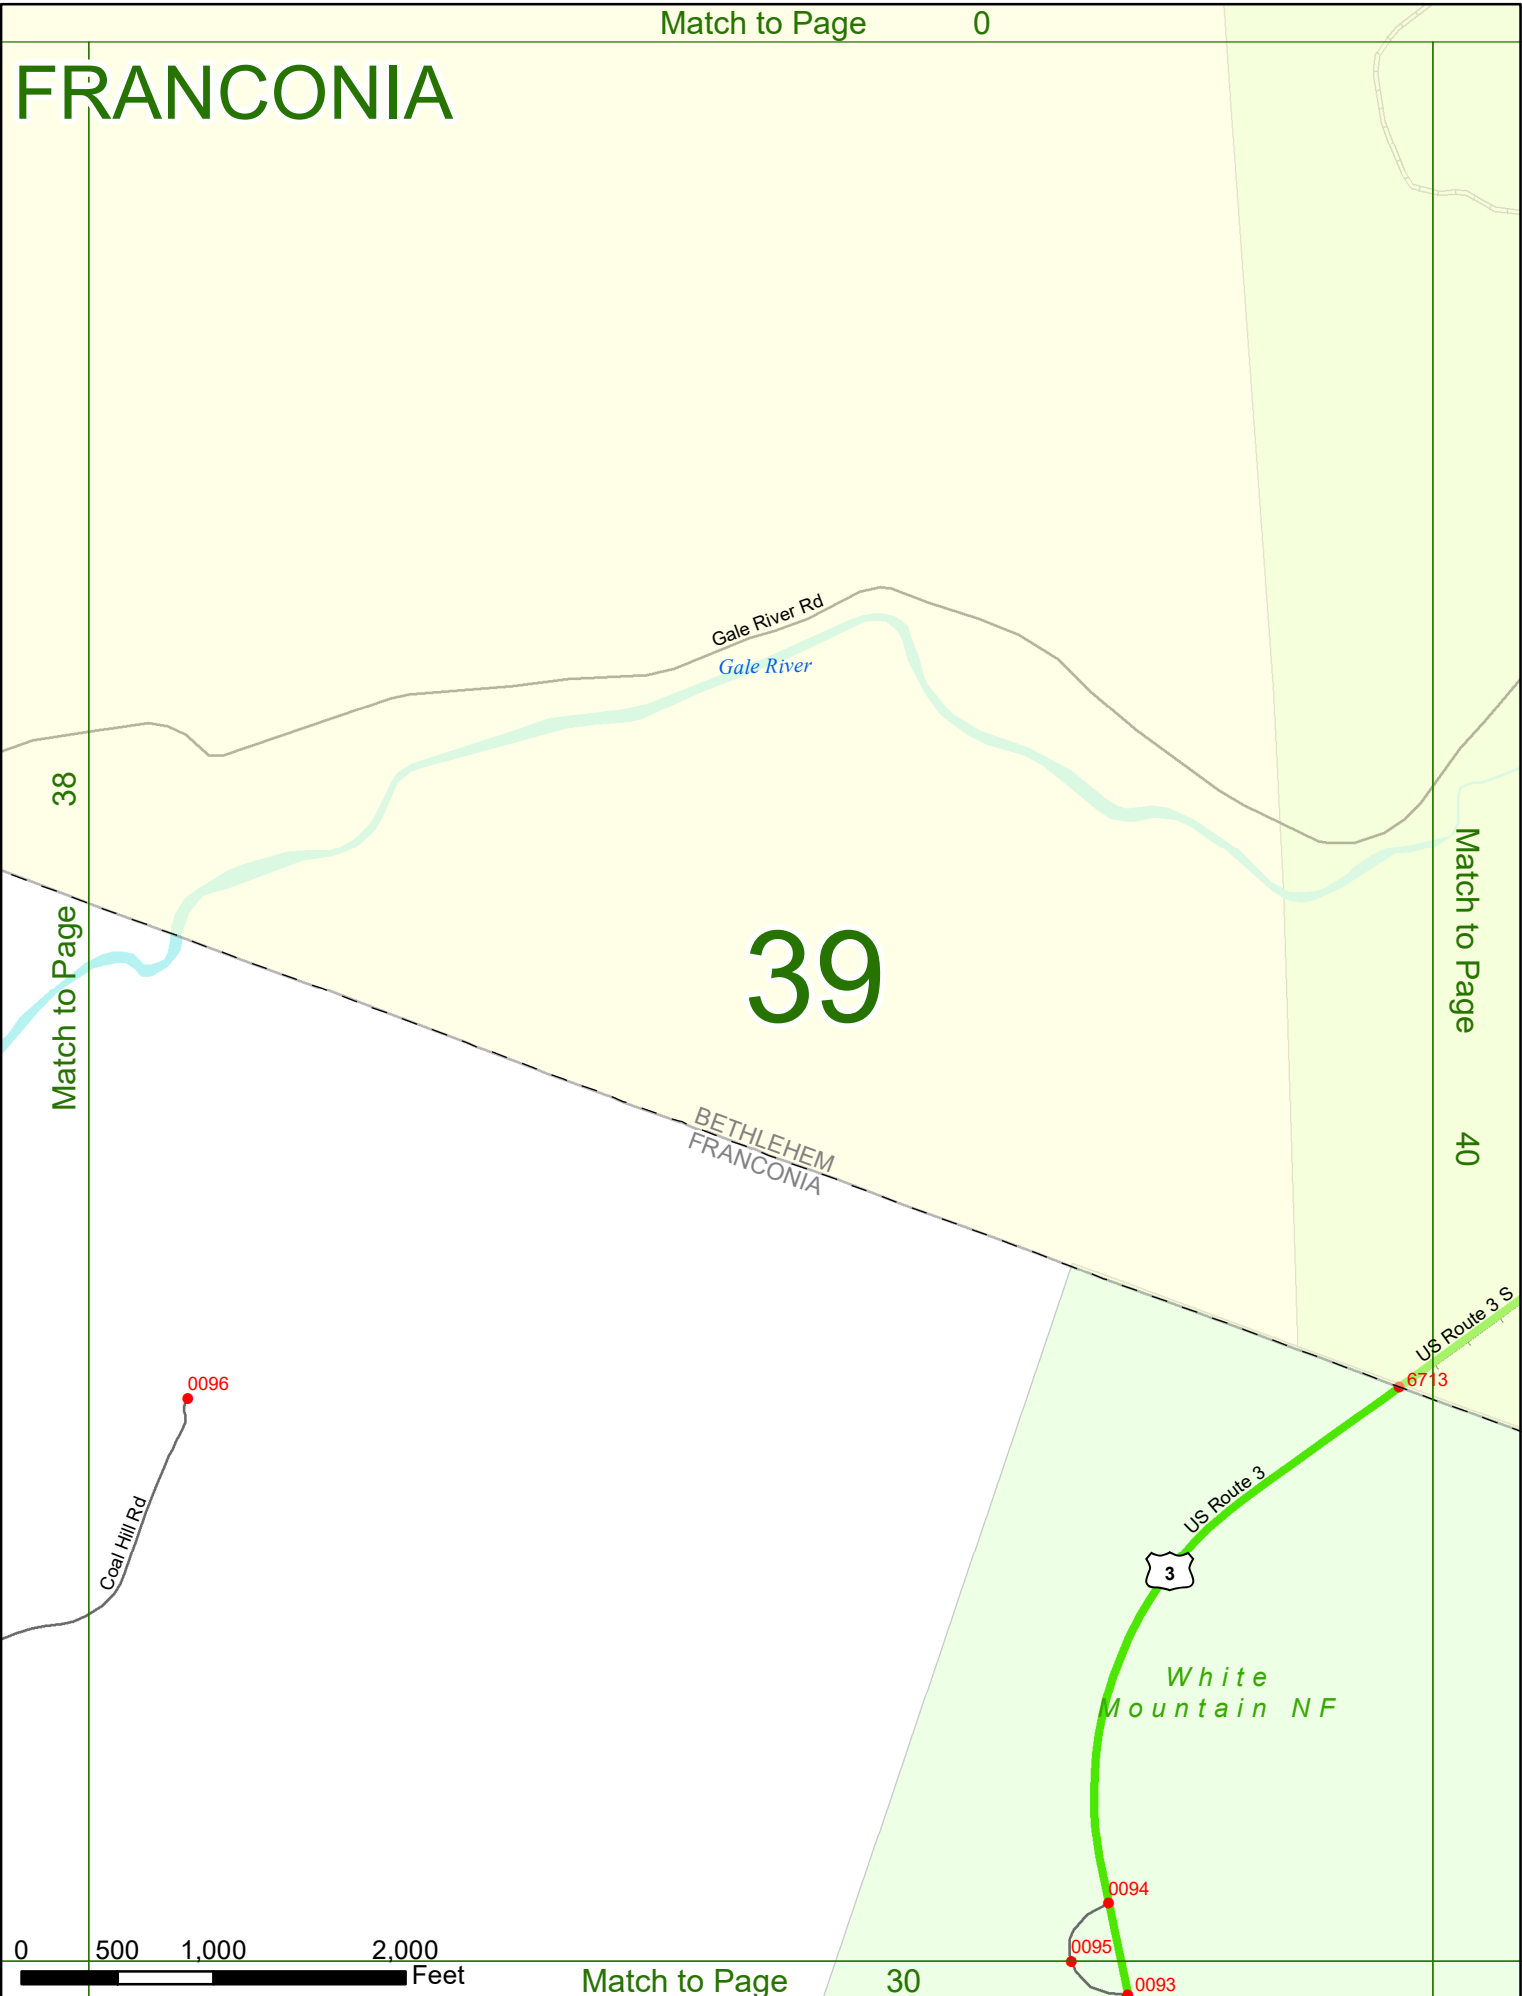 Match to Page 0
FRANCONIA
Gale River Rd
Gale River
38
Match to Page
Match to Page
40
39
BETHLEHEM
FRANCONIA
US Route 3 S
6713
0096
Coal Hill Rd
US Route 3
3
White
Mountain NF
0094
0095
0093
0 500 1,000 2,000
Feet
Match to Page 30